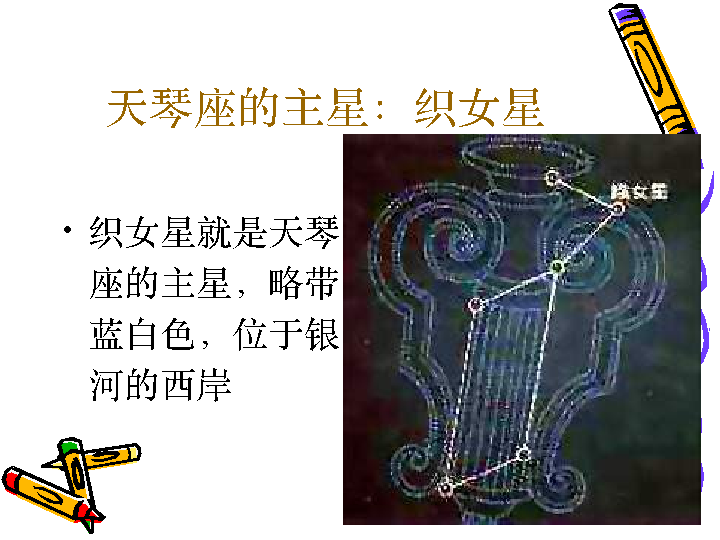 天琴座的主星：织女星
织女星
• 织女星就是天琴
座的主星，略带
蓝白色，位于银
河的西岸